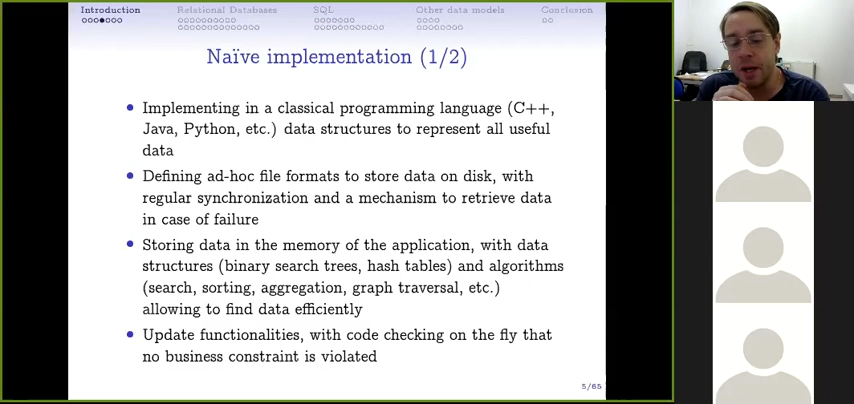 Introduction Relational Databases SQL Other data models Conclusion
Naïve implementation (1/2)
Implementing in a classical programming language (C++,
Java, Python, etc.) data structures to represent all useful
data
Defining ad-hoc file formats to store data on disk, with
regular synchronization and a mechanism to retrieve data
in case of failure
Storing data in the memory of the application, with data
structures (binary search trees, hash tables) and algorithms
(search, sorting, aggregation, graph traversal, etc.)
allowing to find data efficiently
Update functionalities, with code checking on the fly that
no business constraint is violated
5/65